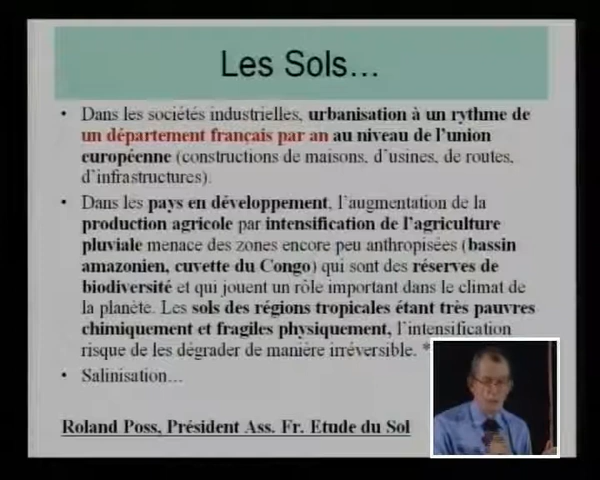 Les Sols...
• Dans les sociétés industrielles, urbanisation à un rythme de
un département français par an au niveau de l'union
européenne (constructions de maisons, d'usines, de routes,
d'infrastructures).
• Dans les pays en développement, l'augmentation de la
production agricole par intensification de l'agriculture
pluviale menace des zones encore peu anthropisées (bassin
amazonien, cuvette du Congo) qui sont des réserves de
biodiversité et qui jouent un rôle important dans le climat de
la planète. Les sols des régions tropicales étant très pauvres
chimiquement et fragiles physiquement, l'intensification
risque de les dégrader de manière irréversible. "
• Salinisation...
Roland Poss, Président Ass. Fr. Etude du Sol